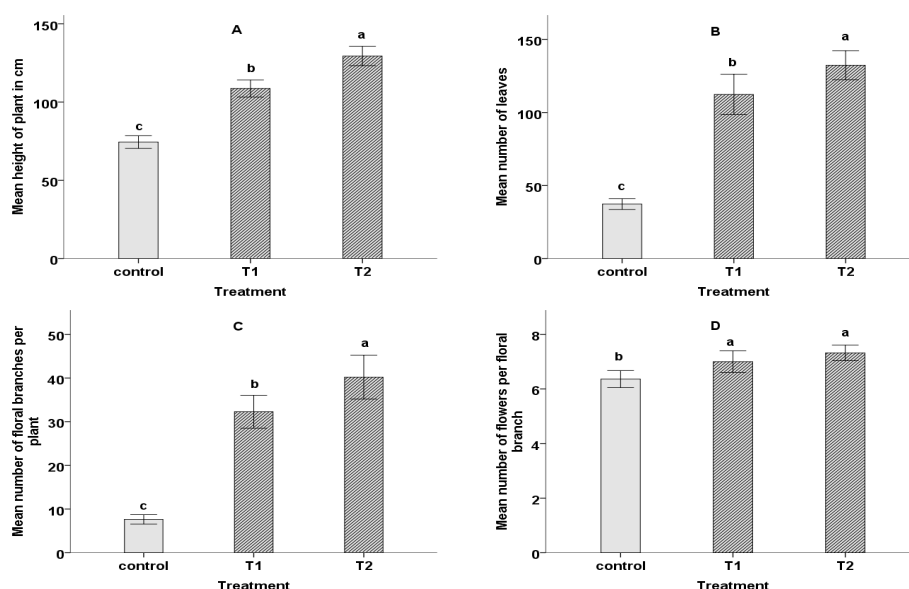 A
Mean height of plant in cm
150
100
50
0
c
b
a
control
T1
T2
Treatment
B
Mean number of leaves
150
100
50
0
c
b
a
control
T1
T2
Treatment
C
Mean number of floral branches per
plant
50
40
30
20
10
0
c
b
a
control
T1
T2
Treatment
D
Mean number of flowers per floral
branch
8
6
4
2
0
b
a
a
control
T1
T2
Treatment